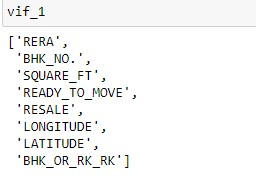 vif_1
['RERA',
'BHK_NO.',
'SQUARE_FT',
'READY_TO_MOVE',
'RESALE',
'LONGITUDE',
'LATITUDE',
'BHK_OR_RK_RK']